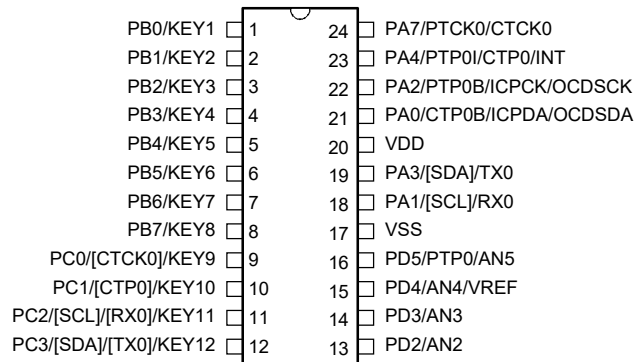 PB0/KEY1 1 24 PA7/PTCK0/CTCK0
PB1/KEY2 2 23 PA4/PTP0I/CTP0/INT
PB2/KEY3 3 22 PA2/PTP0B/ICPCK/OCDSCK
PB3/KEY4 4 21 PA0/CTP0B/ICPDA/OCDSDA
PB4/KEY5 5 20 VDD
PB5/KEY6 6 19 PA3/[SDA]/TX0
PB6/KEY7 7 18 PA1/[SCL]/RX0
PB7/KEY8 8 17 VSS
PC0/[CTCK0]/KEY9 9 16 PD5/PTP0/AN5
PC1/[CTP0]/KEY10 10 15 PD4/AN4/VREF
PC2/[SCL]/[RX0]/KEY11 11 14 PD3/AN3
PC3/[SDA]/[TX0]/KEY12 12 13 PD2/AN2